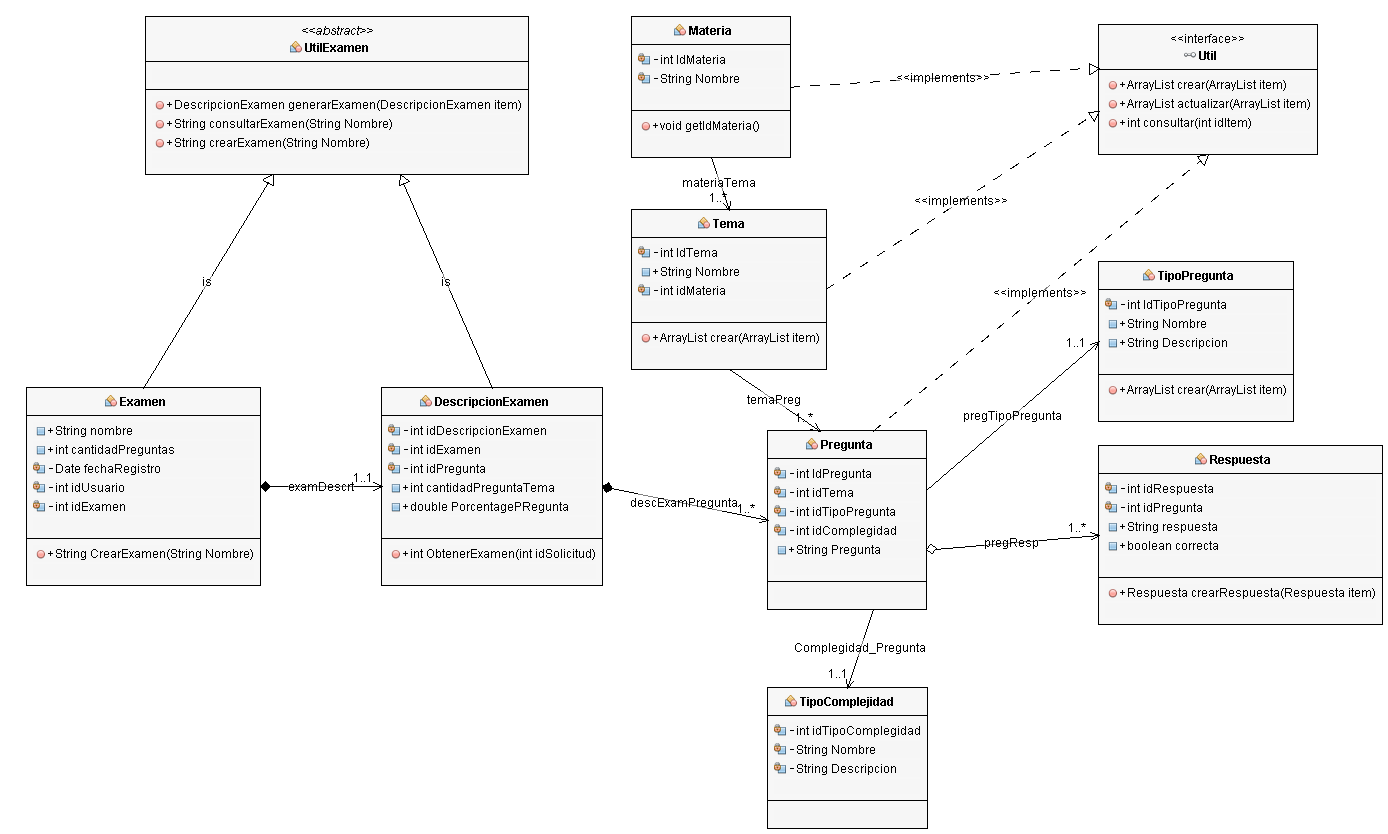 <<abstract>>
UtilExamen
+DescripcionExamen generarExamen(DescripcionExamen item)
+String consultarExamen(String Nombre)
+String crearExamen(String Nombre)
Materia
-int IdMateria
-String Nombre
+void getIdMateria()
<<interface>>
Util
+ArrayList crear(ArrayList item)
+ArrayList actualizar(ArrayList item)
+int consultar(int idItem)
<<implements>>
<<implements>>
<<implements>>
materiaTema
1..*
Tema
-int IdTema
+String Nombre
-int idMateria
+ArrayList crear(ArrayList item)
is
is
TipoPregunta
-int IdTipoPregunta
+String Nombre
+String Descripcion
+ArrayList crear(ArrayList item)
1..1
pregTipoPregunta
temaPreg
1..*
Examen
+String nombre
+int cantidadPreguntas
-Date fechaRegistro
-int idUsuario
-int idExamen
+String CrearExamen(String Nombre)
examDescrt
1..1
DescripcionExamen
-int idDescripcionExamen
-int idExamen
-int idPregunta
+int cantidadPreguntaTema
+double PorcentagePRegunta
+int ObtenerExamen(int idSolicitud)
descExamPregunta
1..*
Pregunta
-int IdPregunta
-int idTema
-int idTipoPregunta
-int idComplegidad
+String Pregunta
pregResp
1..*
Respuesta
-int idRespuesta
-int idPregunta
+String respuesta
+boolean correcta
+Respuesta crearRespuesta(Respuesta item)
Complegidad_Pregunta
1..1
TipoComplejidad
-int idTipoComplegidad
-String Nombre
-String Descripcion